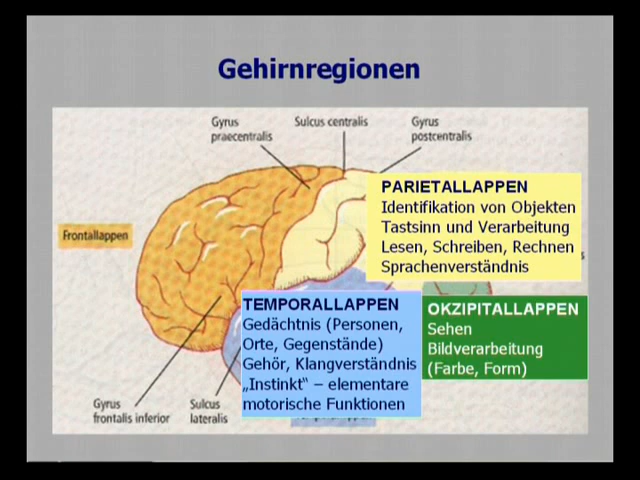 Gehirnregionen
Gyrus
praecentralis
Sulcus centralis
Gyrus
postcentralis
Frontallappen
PARIETALLAPPEN
Identifikation von Objekten
Tastsinn und Verarbeitung
Lesen, Schreiben, Rechnen
Sprachenverständnis
TEMPORALLAPPEN
Gedächtnis (Personen,
Orte, Gegenstände)
Gehör, Klangverständnis
„Instinkt“ – elementare
motorische Funktionen
OKZIPITALLAPPEN
Sehen
Bildverarbeitung
(Farbe, Form)
Gyrus
frontalis inferior
Sulcus
lateralis